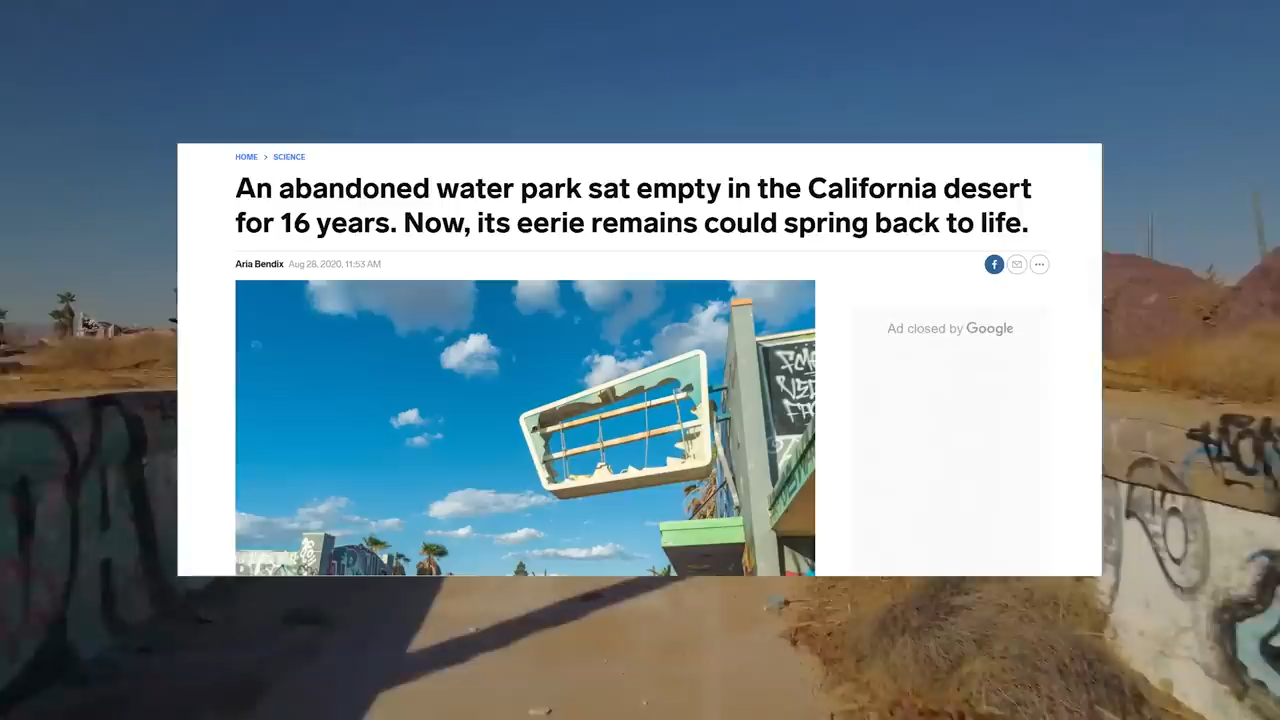 HOME > SCIENCE
An abandoned water park sat empty in the California desert
for 16 years. Now, its eerie remains could spring back to life.
Aria Bendix Aug 28, 2020, 11:53 AM
Ad closed by Google